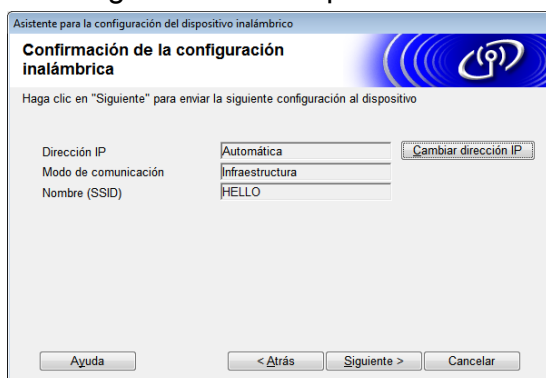 Asistente para la configuración del dispositivo inalámbrico
Confirmación de la configuración
inalámbrica
Haga clic en "Siguiente" para enviar la siguiente configuración al dispositivo
Dirección IP Automática Cambiar dirección IP
Modo de comunicación Infraestructura
Nombre (SSID) HELLO
Ayuda < Atrás Siguiente > Cancelar